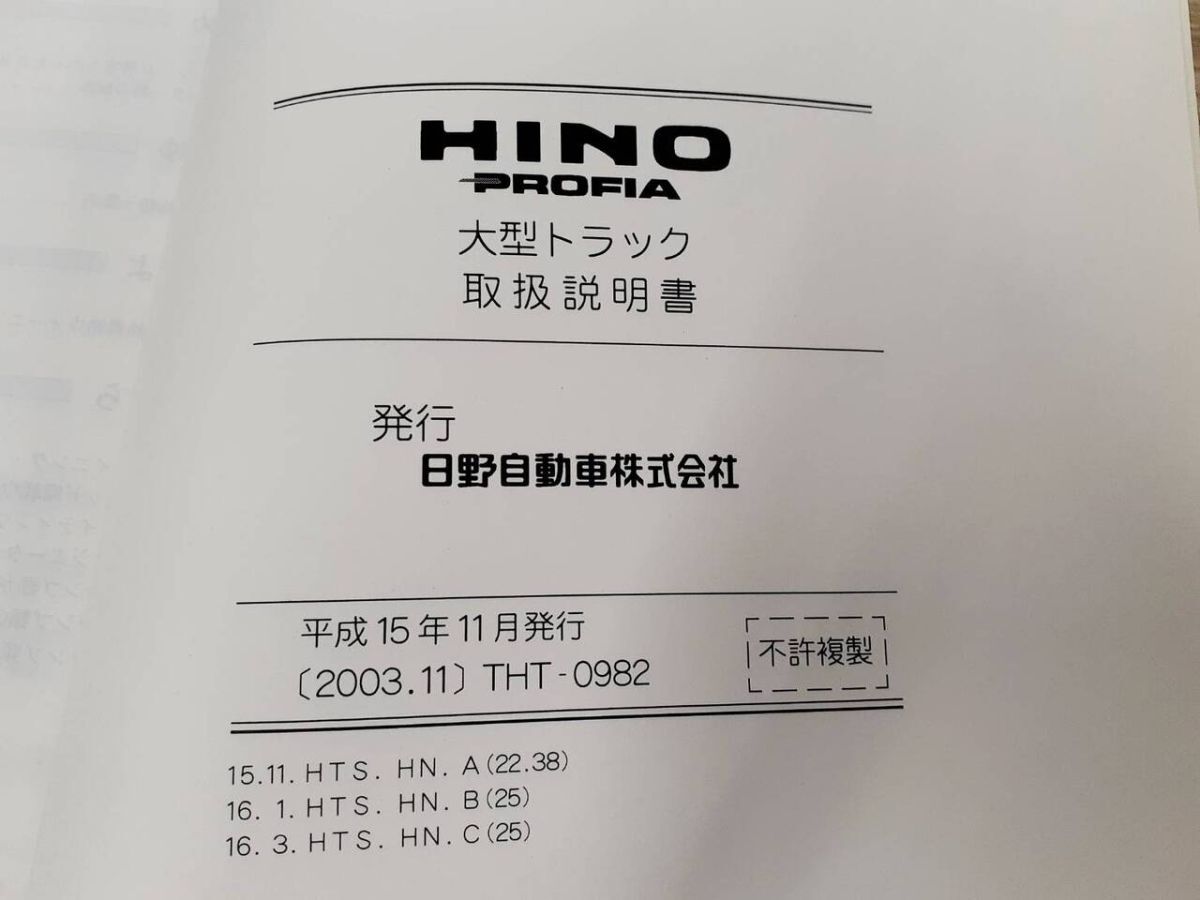 HINO
PROFIA
大型トラック
取扱説明書
発行
日野自動車株式会社
平成15年11月発行
〔2003.11〕THT-0982
不許複製
15.11. HTS. HN. A(22.38)
16. 1. HTS. HN. B(25)
16. 3. HTS. HN. C(25)